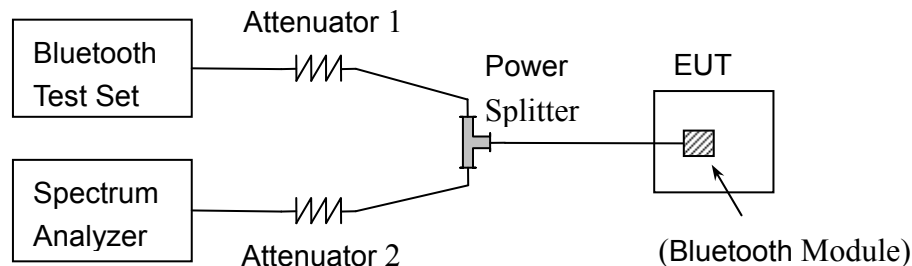 Bluetooth
Test Set
Attenuator 1
Power
Splitter
EUT
Spectrum
Analyzer
Attenuator 2
(Bluetooth Module)